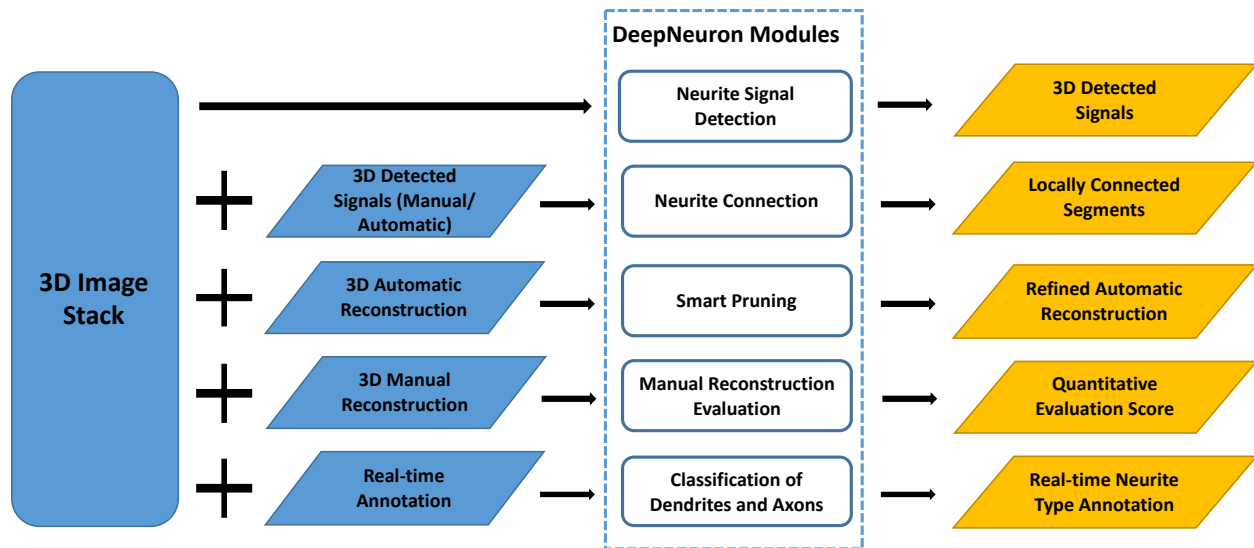 DeepNeuron Modules
3D Image
Stack
Neurite Signal
Detection
3D Detected
Signals
3D Detected
Signals (Manual/
Automatic)
Neurite Connection
Locally Connected
Segments
3D Automatic
Reconstruction
Smart Pruning
Refined Automatic
Reconstruction
3D Manual
Reconstruction
Manual Reconstruction
Evaluation
Quantitative
Evaluation Score
Real-time
Annotation
Classification of
Dendrites and Axons
Real-time Neurite
Type Annotation